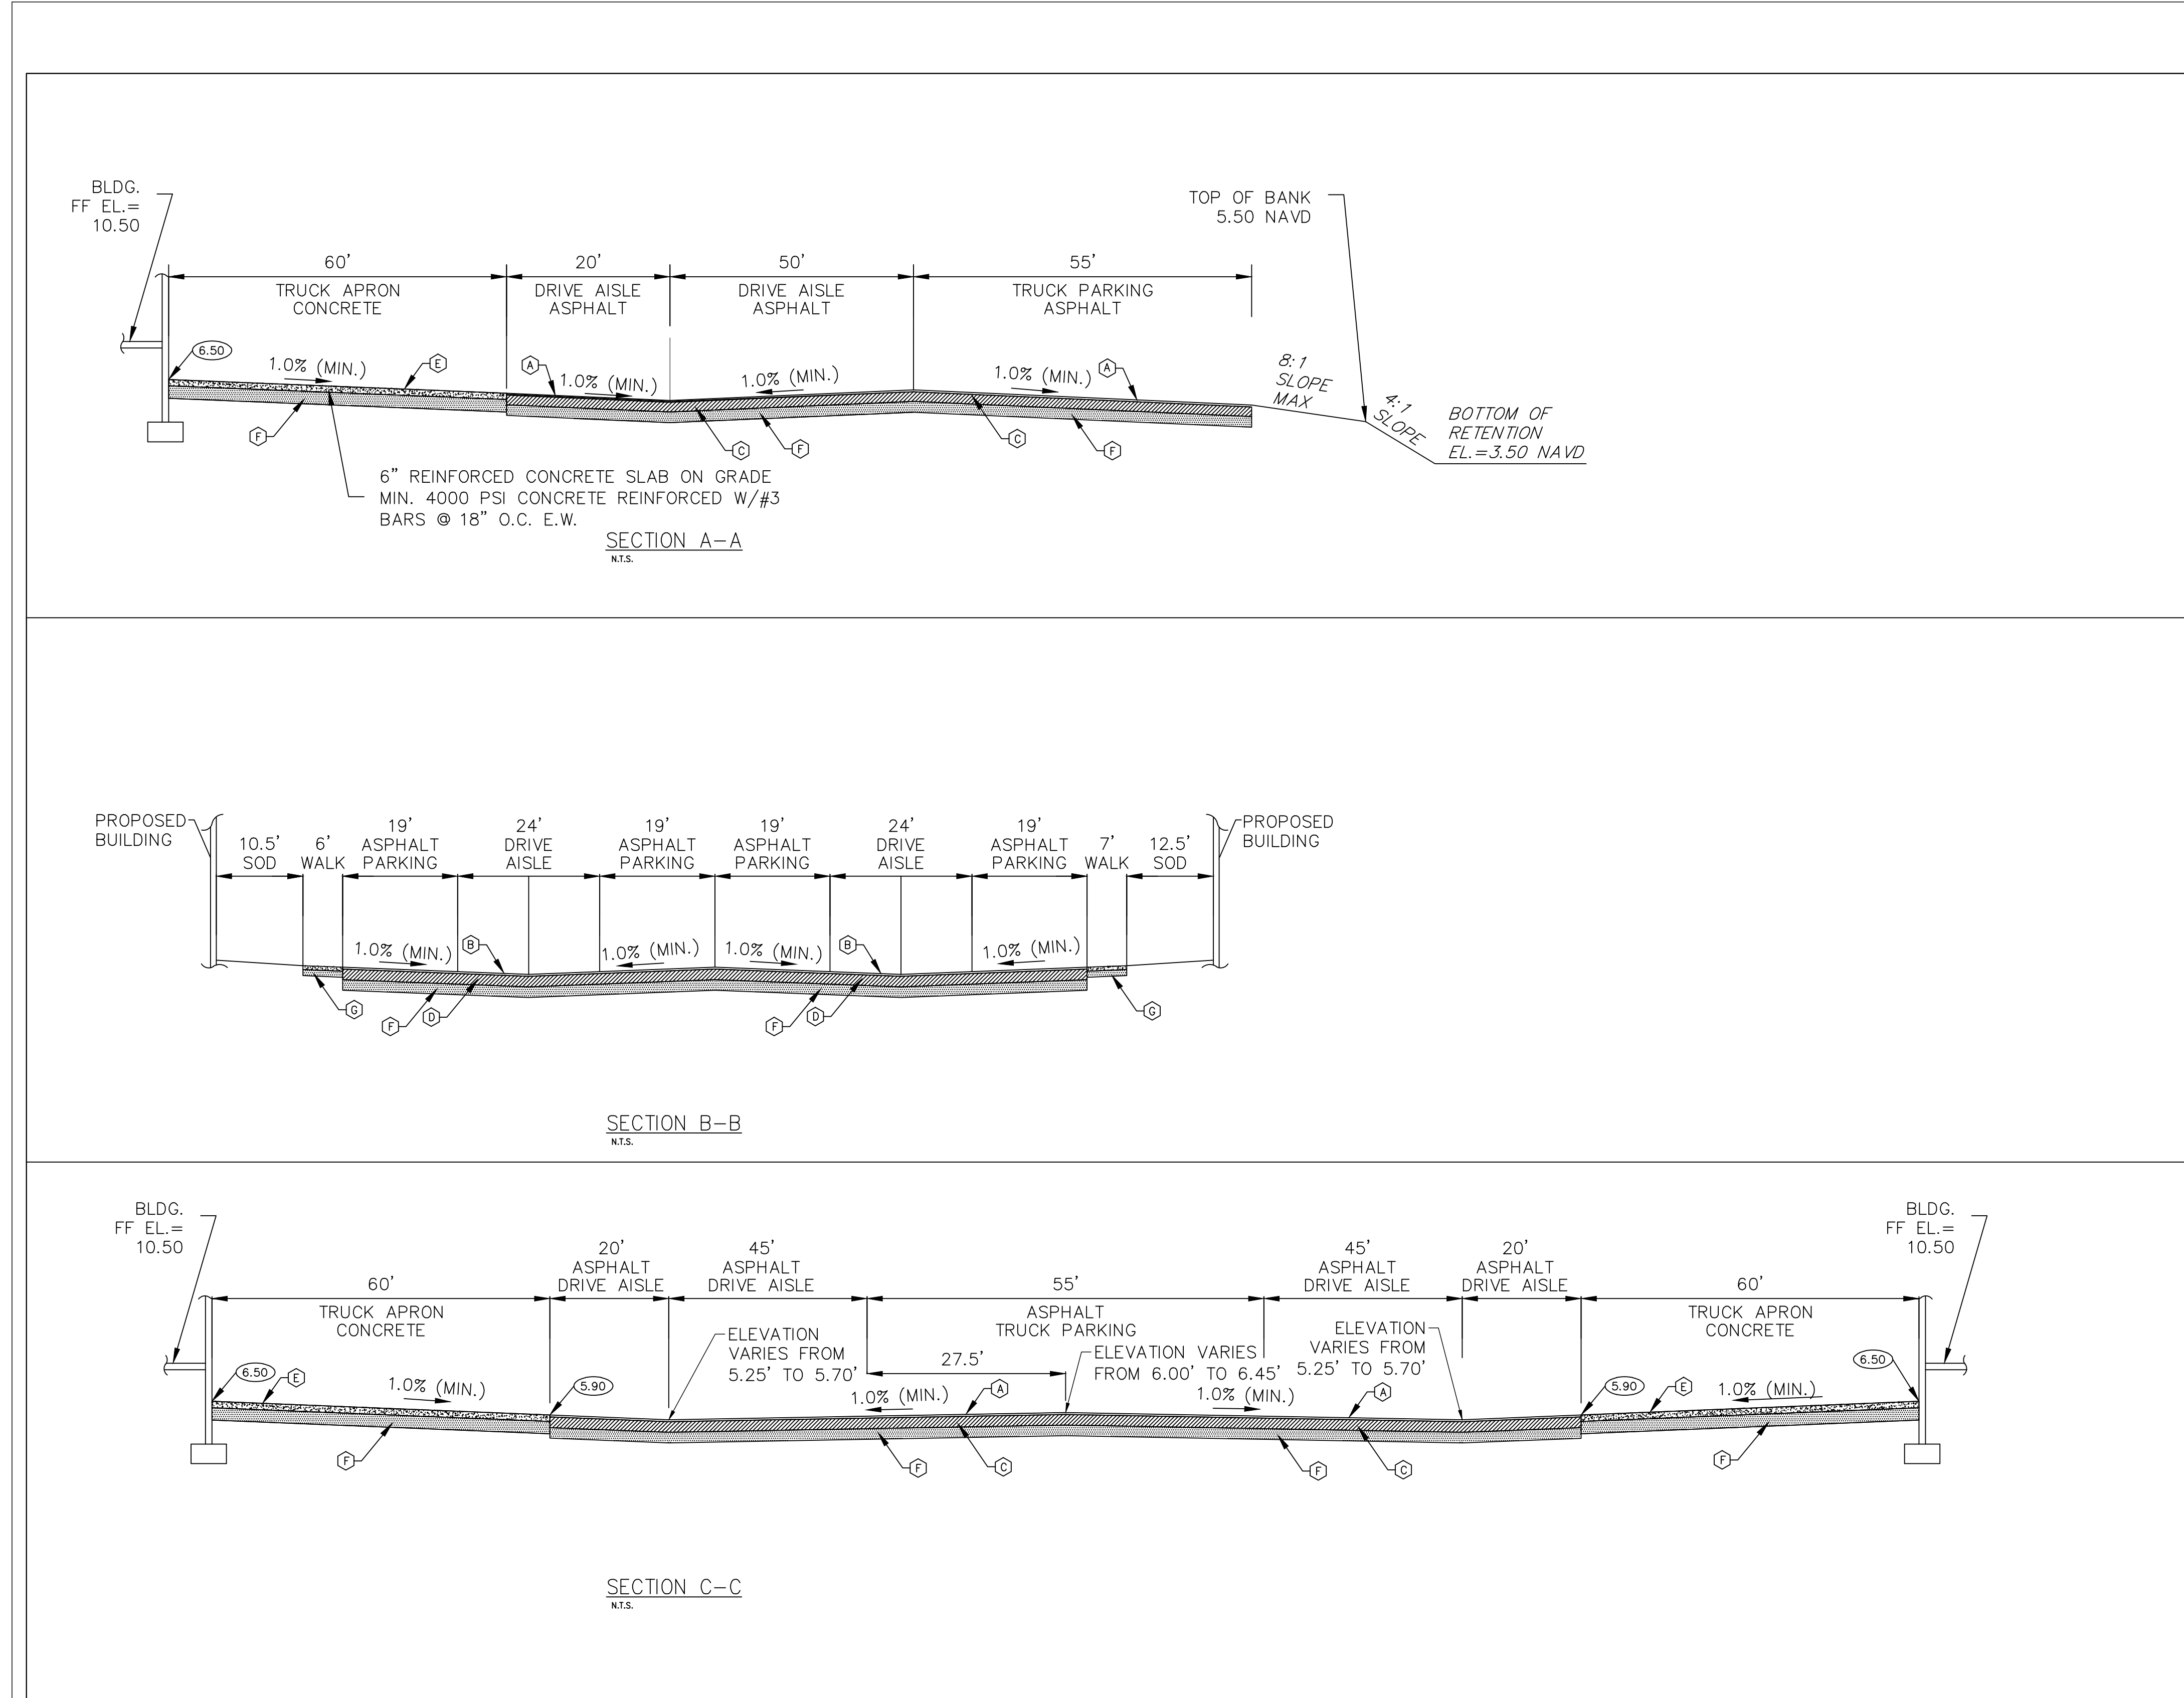 BLDG.
FF EL.=
10.50
TOP OF BANK
5.50 NAVD
60'
20'
50'
55'
TRUCK APRON
CONCRETE
DRIVE AISLE
ASPHALT
DRIVE AISLE
ASPHALT
TRUCK PARKING
ASPHALT
6.50
1.0% (MIN.)
E
A
1.0% (MIN.)
1.0% (MIN.)
1.0% (MIN.)
A
8:1
SLOPE
MAX
4:1
SLOPE
BOTTOM OF
RETENTION
EL.=3.50 NAVD
F
C
F
C
F
6" REINFORCED CONCRETE SLAB ON GRADE
MIN. 4000 PSI CONCRETE REINFORCED W/#3
BARS @ 18" O.C. E.W.
SECTION A-A
N.T.S.
PROPOSED
BUILDING
10.5'
SOD
6'
WALK
19'
ASPHALT
PARKING
24'
DRIVE
AISLE
19'
ASPHALT
PARKING
19'
ASPHALT
PARKING
24'
DRIVE
AISLE
19'
ASPHALT
PARKING
7'
WALK
12.5'
SOD
PROPOSED
BUILDING
1.0% (MIN.)
B
1.0% (MIN.)
1.0% (MIN.)
B
1.0% (MIN.)
G
F
D
F
D
G
SECTION B-B
N.T.S.
BLDG.
FF EL.=
10.50
BLDG.
FF EL.=
10.50
60'
TRUCK APRON
CONCRETE
20'
ASPHALT
DRIVE AISLE
45'
ASPHALT
DRIVE AISLE
55'
ASPHALT
TRUCK PARKING
45'
ASPHALT
DRIVE AISLE
20'
ASPHALT
DRIVE AISLE
60'
TRUCK APRON
CONCRETE
ELEVATION
VARIES FROM
5.25' TO 5.70'
27.5'
ELEVATION VARIES
FROM 6.00' TO 6.45'
ELEVATION
VARIES FROM
5.25' TO 5.70'
6.50
E
1.0% (MIN.)
5.90
1.0% (MIN.)
A
1.0% (MIN.)
A
5.90
E
1.0% (MIN.)
6.50
F
F
C
F
C
F
SECTION C-C
N.T.S.